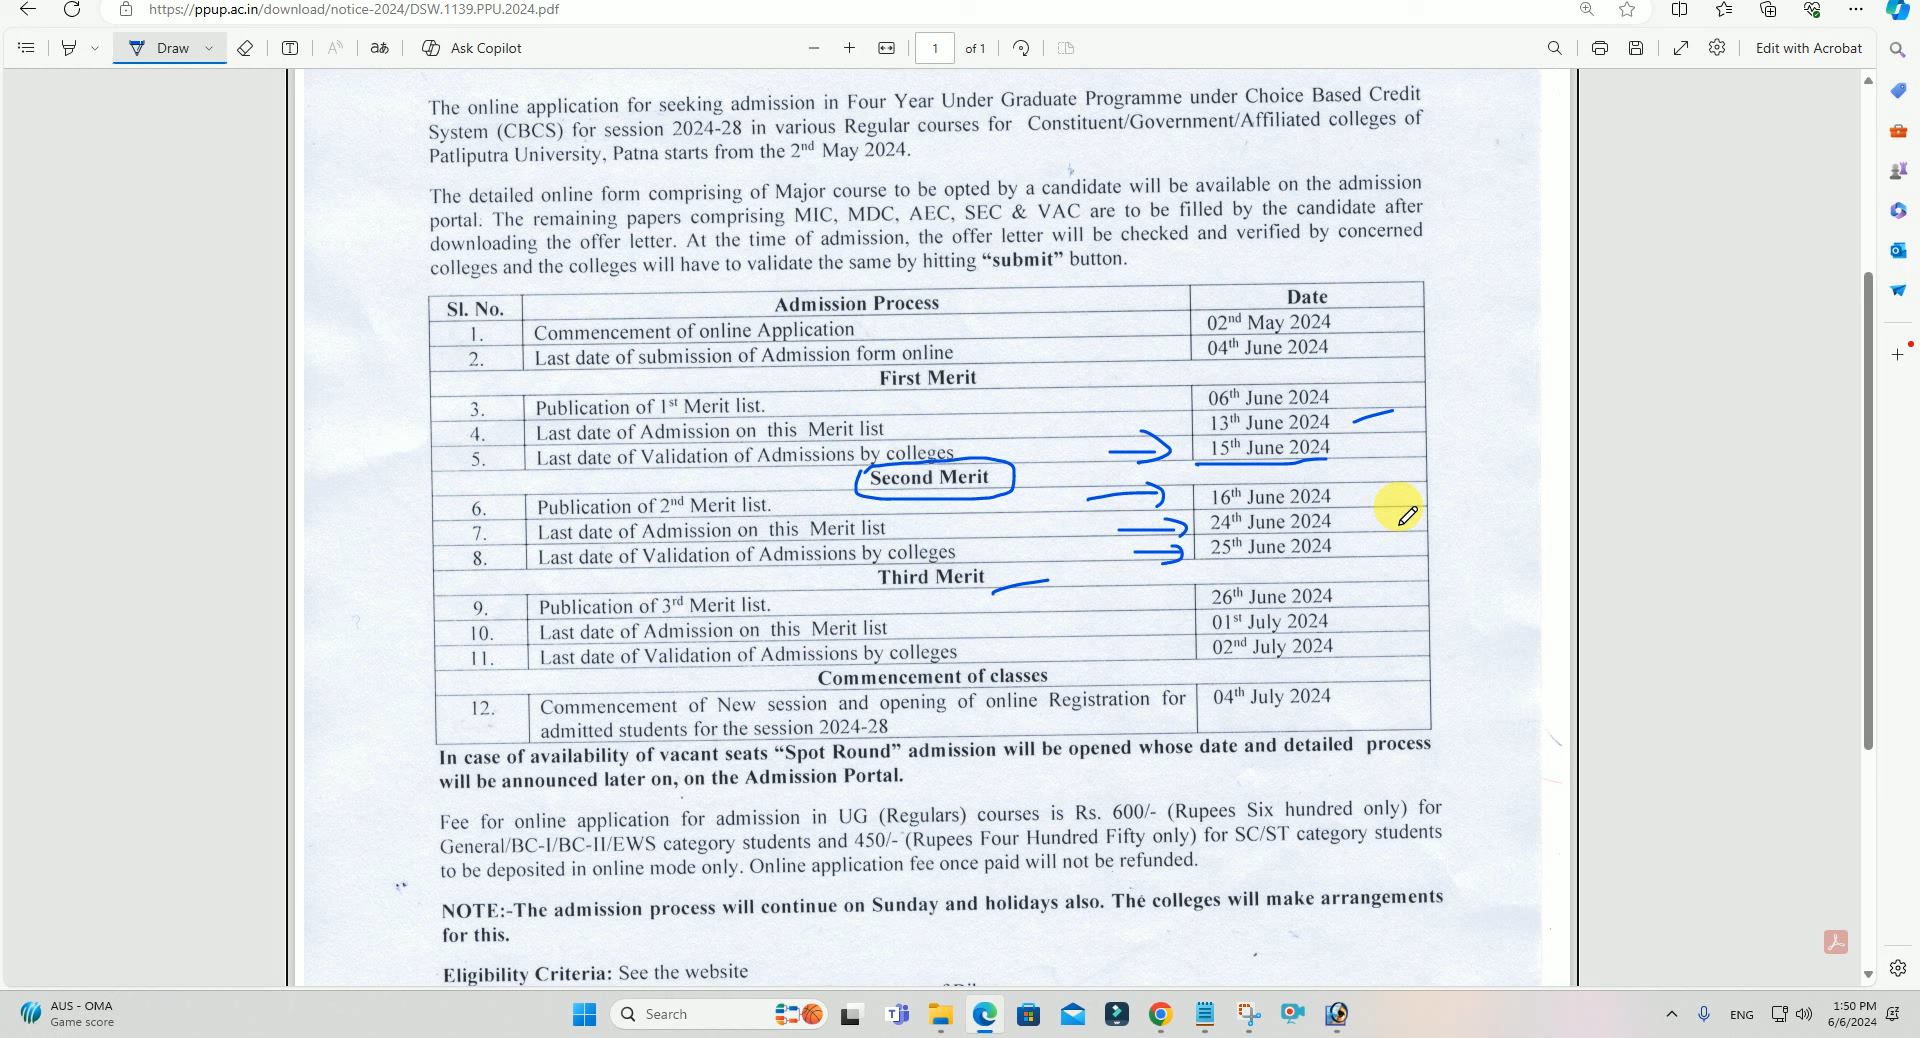 https://ppup.ac.in/download/notice-2024/DSW.1139.PPU.2024.pdf
Draw
Ask Copilot
1 of 1
Edit with Acrobat
The online application for seeking admission in Four Year Under Graduate Programme under Choice Based Credit
System (CBCS) for session 2024-28 in various Regular courses for Constituent/Government/Affiliated colleges of
Patliputra University, Patna starts from the 2nd May 2024.
The detailed online form comprising of Major course to be opted by a candidate will be available on the admission
portal. The remaining papers comprising MIC, MDC, AEC, SEC & VAC are to be filled by the candidate after
downloading the offer letter. At the time of admission, the offer letter will be checked and verified by concerned
colleges and the colleges will have to validate the same by hitting “submit” button.
Sl. No. Admission Process Date
1. Commencement of online Application 02nd May 2024
2. Last date of submission of Admission form online 04th June 2024
First Merit
3. Publication of 1st Merit list. 06th June 2024
4. Last date of Admission on this Merit list 13th June 2024
5. Last date of Validation of Admissions by colleges 15th June 2024
Second Merit
6. Publication of 2nd Merit list. 16th June 2024
7. Last date of Admission on this Merit list 24th June 2024
8. Last date of Validation of Admissions by colleges 25th June 2024
Third Merit
9. Publication of 3rd Merit list. 26th June 2024
10. Last date of Admission on this Merit list 01st July 2024
11. Last date of Validation of Admissions by colleges 02nd July 2024
Commencement of classes
12. Commencement of New session and opening of online Registration for 04th July 2024
admitted students for the session 2024-28
In case of availability of vacant seats “Spot Round” admission will be opened whose date and detailed process
will be announced later on, on the Admission Portal.
Fee for online application for admission in UG (Regulars) courses is Rs. 600/- (Rupees Six hundred only) for
General/BC-I/BC-II/EWS category students and 450/- (Rupees Four Hundred Fifty only) for SC/ST category students
to be deposited in online mode only. Online application fee once paid will not be refunded.
NOTE:-The admission process will continue on Sunday and holidays also. The colleges will make arrangements
for this.
Eligibility Criteria: See the website
AUS - OMA
Game score
Search
ENG
1:50 PM
6/6/2024